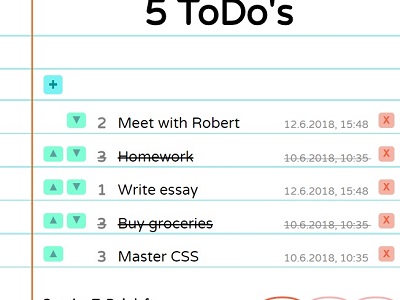 5 ToDo's
+
▼ 2 Meet with Robert 12.6.2018, 15:48 X
▲ ▼ 3 Homework 10.6.2018, 10:35 X
▲ ▼ 1 Write essay 12.6.2018, 15:48 X
▲ ▼ 3 Buy groceries 10.6.2018, 10:35 X
▲ 3 Master CSS 10.6.2018, 10:35 X